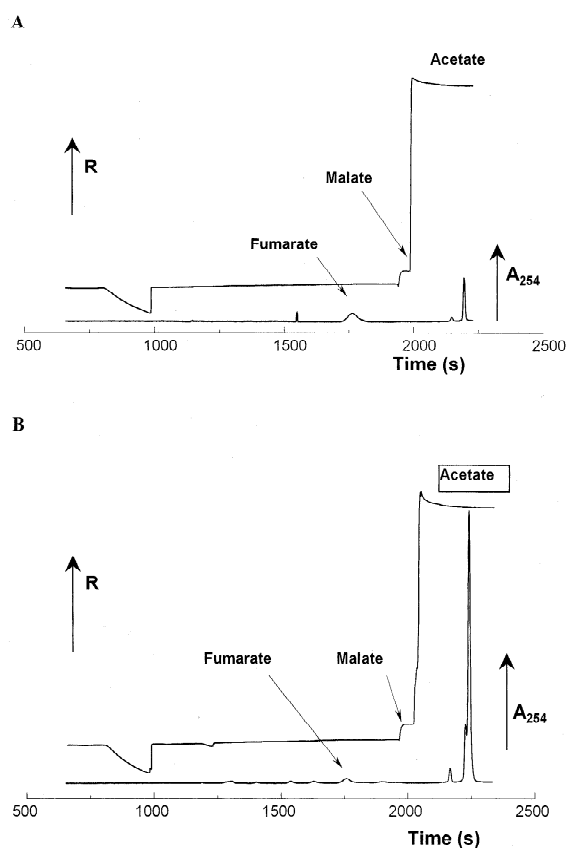 A
Acetate
R
Malate
Fumarate
A254
500 1000 1500 2000 2500
Time (s)
B
Acetate
R
Fumarate
Malate
A254
500 1000 1500 2000 2500
Time (s)